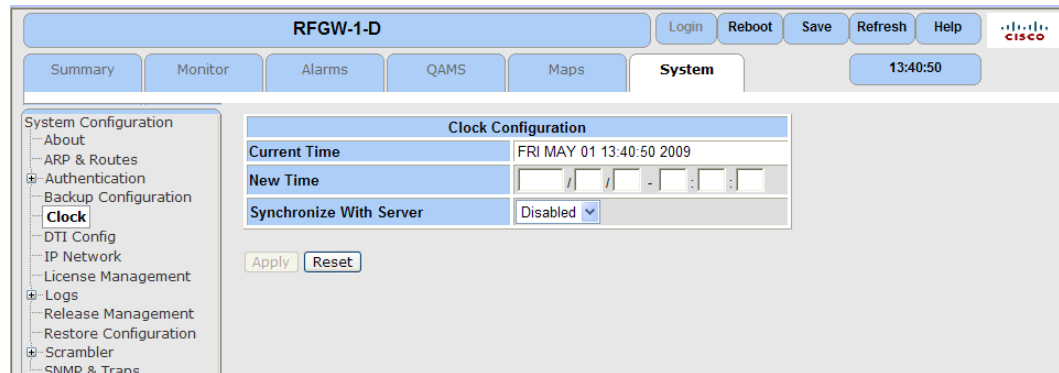 RFGW-1-D
Login Reboot Save Refresh Help
CISCO
Summary Monitor Alarms QAMS Maps System
13:40:50
System Configuration
About
ARP & Routes
Authentication
Backup Configuration
Clock
DTI Config
IP Network
License Management
Logs
Release Management
Restore Configuration
Scrambler
SNMP & Traps
Clock Configuration
Current Time FRI MAY 01 13:40:50 2009
New Time / / - : :
Synchronize With Server Disabled
Apply Reset